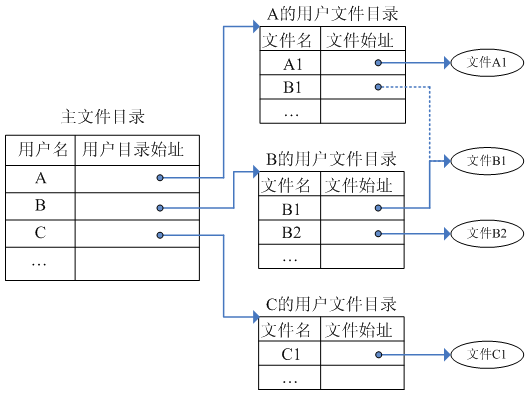 A的用户文件目录
文件名 文件始址
A1
B1
…
文件A1
主文件目录
用户名 用户目录始址
A
B
C
…
B的用户文件目录
文件名 文件始址
B1
B2
…
文件B1
文件B2
C的用户文件目录
文件名 文件始址
C1
…
文件C1